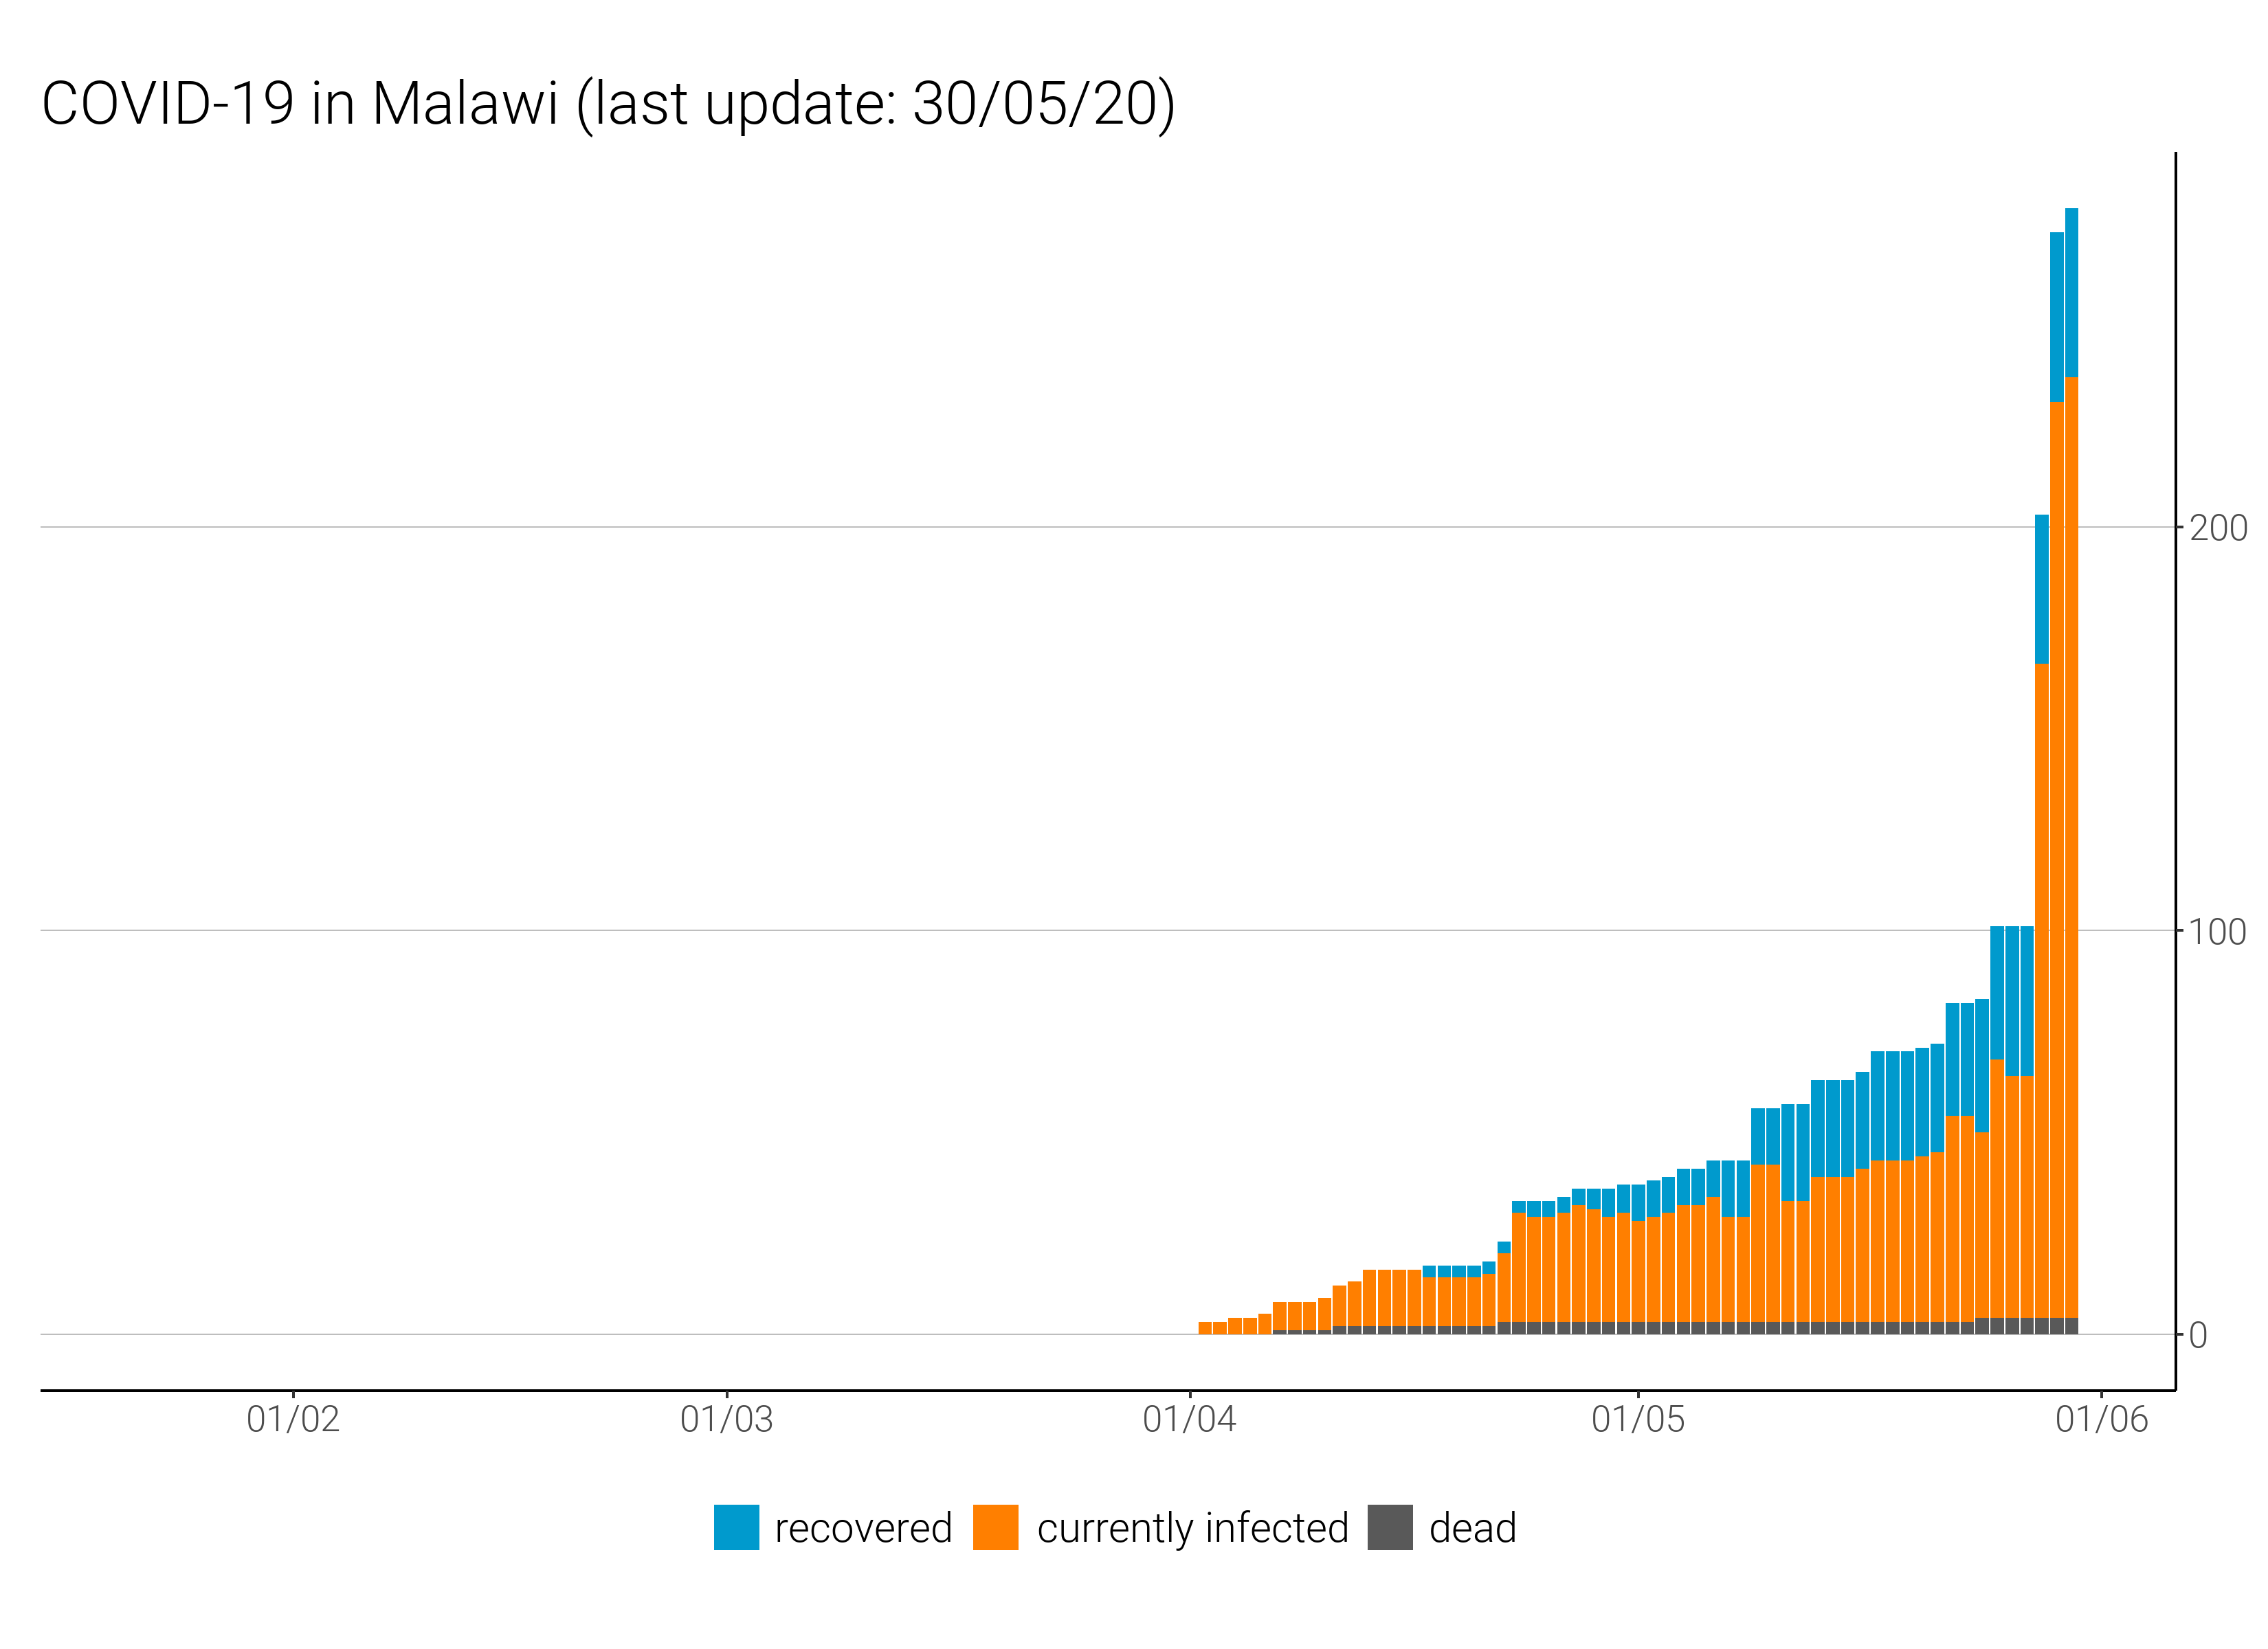 COVID-19 in Malawi (last update: 30/05/20)
200
100
0
01/02 01/03 01/04 01/05 01/06
recovered currently infected dead